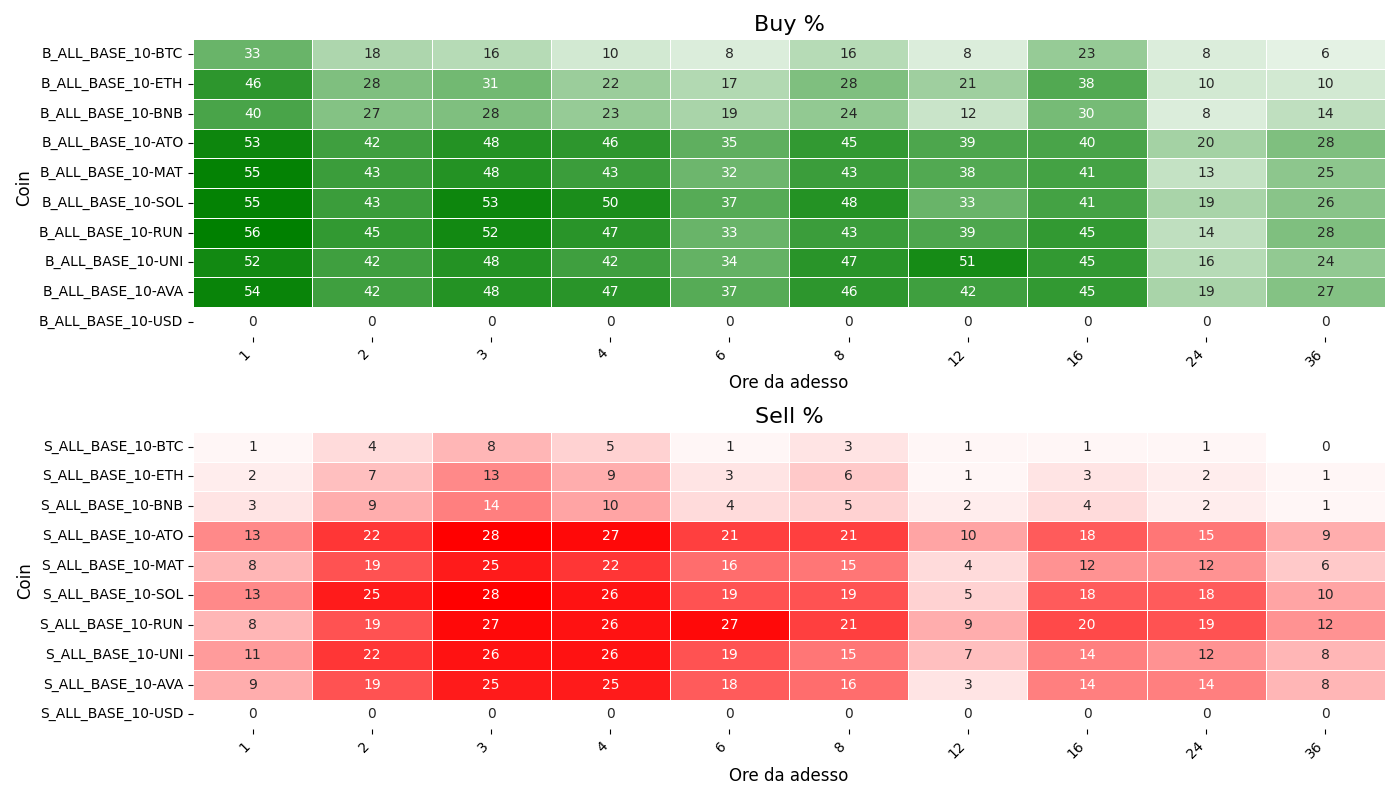 Buy %
B_ALL_BASE_10-BTC 33 18 16 10 8 16 8 23 8 6
B_ALL_BASE_10-ETH 46 28 31 22 17 28 21 38 10 10
B_ALL_BASE_10-BNB 40 27 28 23 19 24 12 30 8 14
B_ALL_BASE_10-ATO 53 42 48 46 35 45 39 40 20 28
B_ALL_BASE_10-MAT 55 43 48 43 32 43 38 41 13 25
B_ALL_BASE_10-SOL 55 43 53 50 37 48 33 41 19 26
B_ALL_BASE_10-RUN 56 45 52 47 33 43 39 45 14 28
B_ALL_BASE_10-UNI 52 42 48 42 34 47 51 45 16 24
B_ALL_BASE_10-AVA 54 42 48 47 37 46 42 45 19 27
B_ALL_BASE_10-USD 0 0 0 0 0 0 0 0 0 0
Coin
1 2 3 4 6 8 12 16 24 36
Ore da adesso
Sell %
S_ALL_BASE_10-BTC 1 4 8 5 1 3 1 1 1 0
S_ALL_BASE_10-ETH 2 7 13 9 3 6 1 3 2 1
S_ALL_BASE_10-BNB 3 9 14 10 4 5 2 4 2 1
S_ALL_BASE_10-ATO 13 22 28 27 21 21 10 18 15 9
S_ALL_BASE_10-MAT 8 19 25 22 16 15 4 12 12 6
S_ALL_BASE_10-SOL 13 25 28 26 19 19 5 18 18 10
S_ALL_BASE_10-RUN 8 19 27 26 27 21 9 20 19 12
S_ALL_BASE_10-UNI 11 22 26 26 19 15 7 14 12 8
S_ALL_BASE_10-AVA 9 19 25 25 18 16 3 14 14 8
S_ALL_BASE_10-USD 0 0 0 0 0 0 0 0 0 0
Coin
1 2 3 4 6 8 12 16 24 36
Ore da adesso